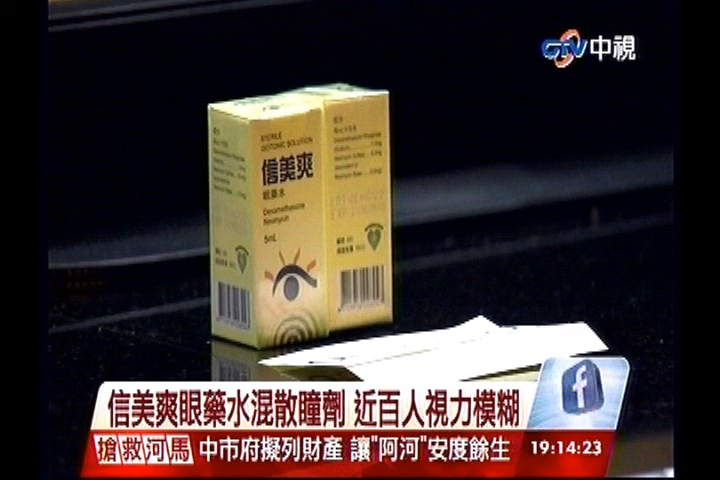 CTV中視
STERILE
ISOTONIC SOLUTION
信美爽
眼藥水
Dexamethasone
Neomycin
5mL
信美爽眼藥水混散瞳劑 近百人視力模糊
搶救河馬 中市府擬列財產 讓"阿河"安度餘生 19:14:23